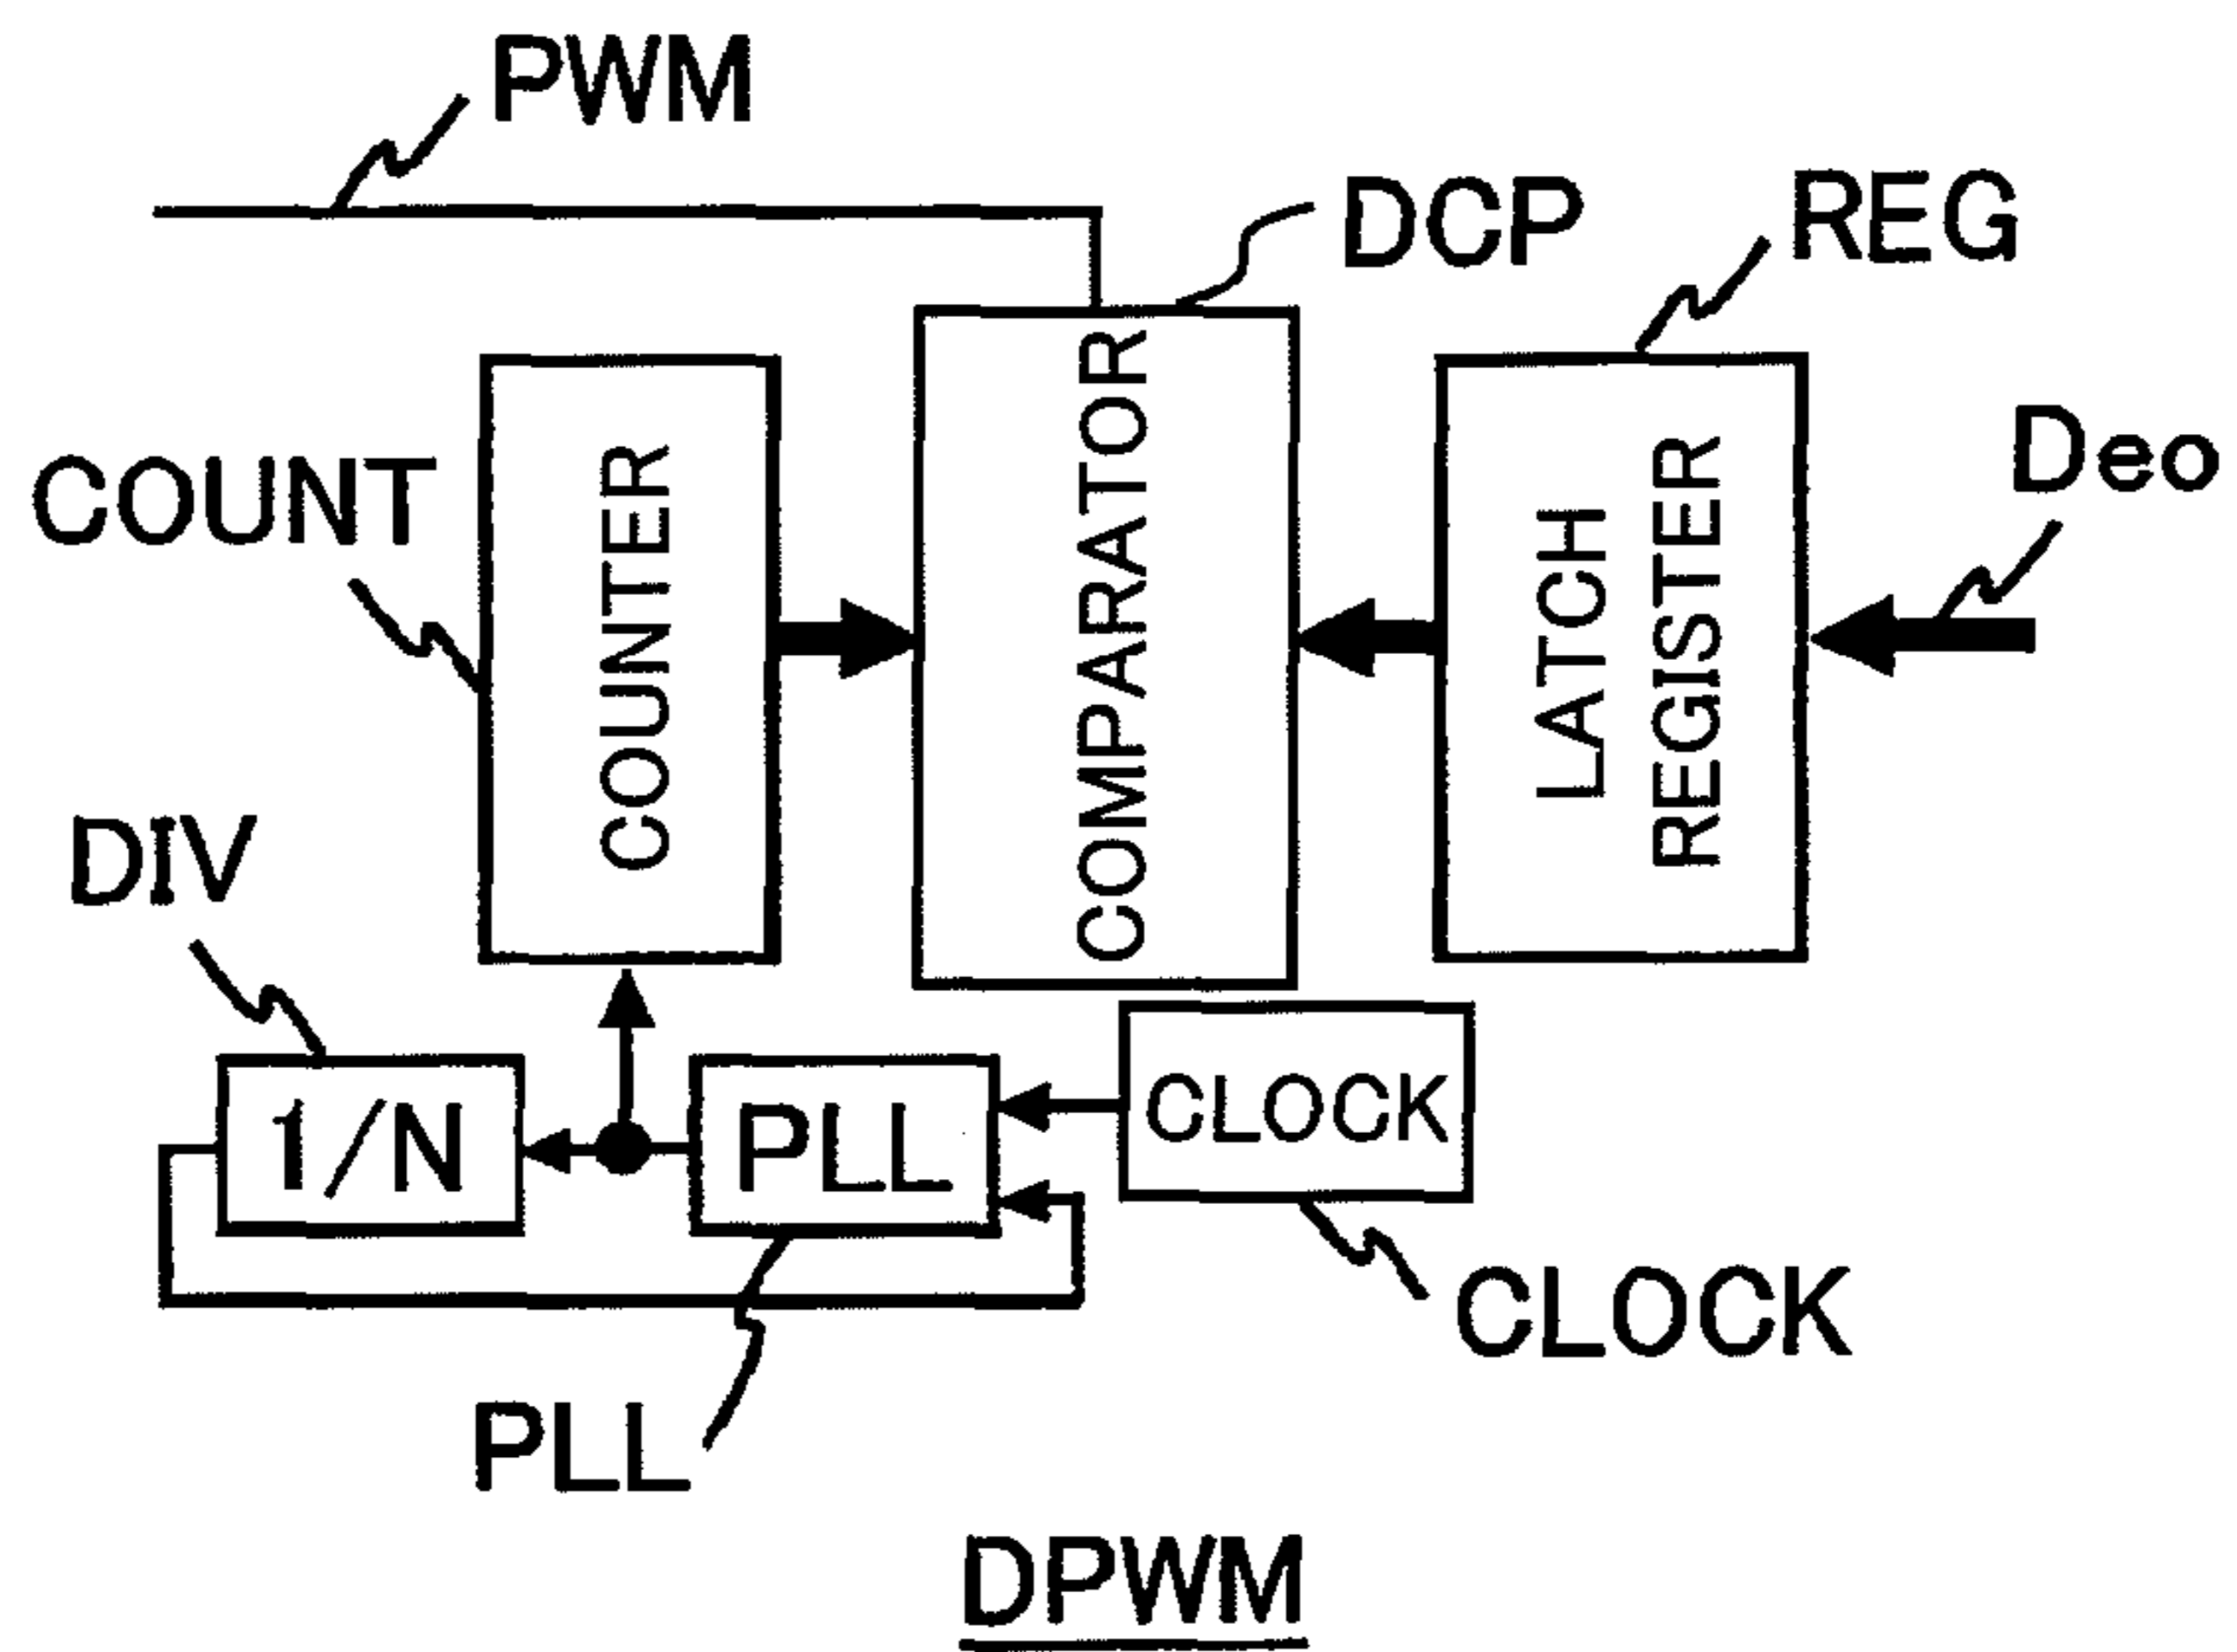 PWM
DCP
REG
COUNT
COUNTER
COMPARATOR
LATCH
REGISTER
Deo
DIV
1/N
PLL
CLOCK
CLOCK
PLL
DPWM